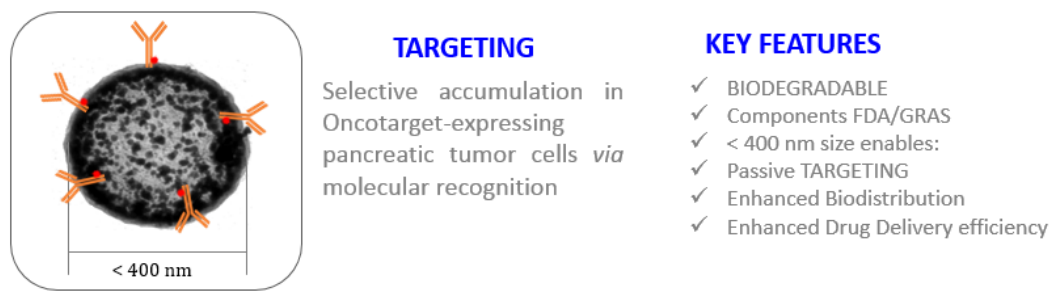 < 400 nm
TARGETING
Selective accumulation in
Oncotarget-expressing
pancreatic tumor cells via
molecular recognition
KEY FEATURES
✓ BIODEGRADABLE
✓ Components FDA/GRAS
✓ < 400 nm size enables:
✓ Passive TARGETING
✓ Enhanced Biodistribution
✓ Enhanced Drug Delivery efficiency